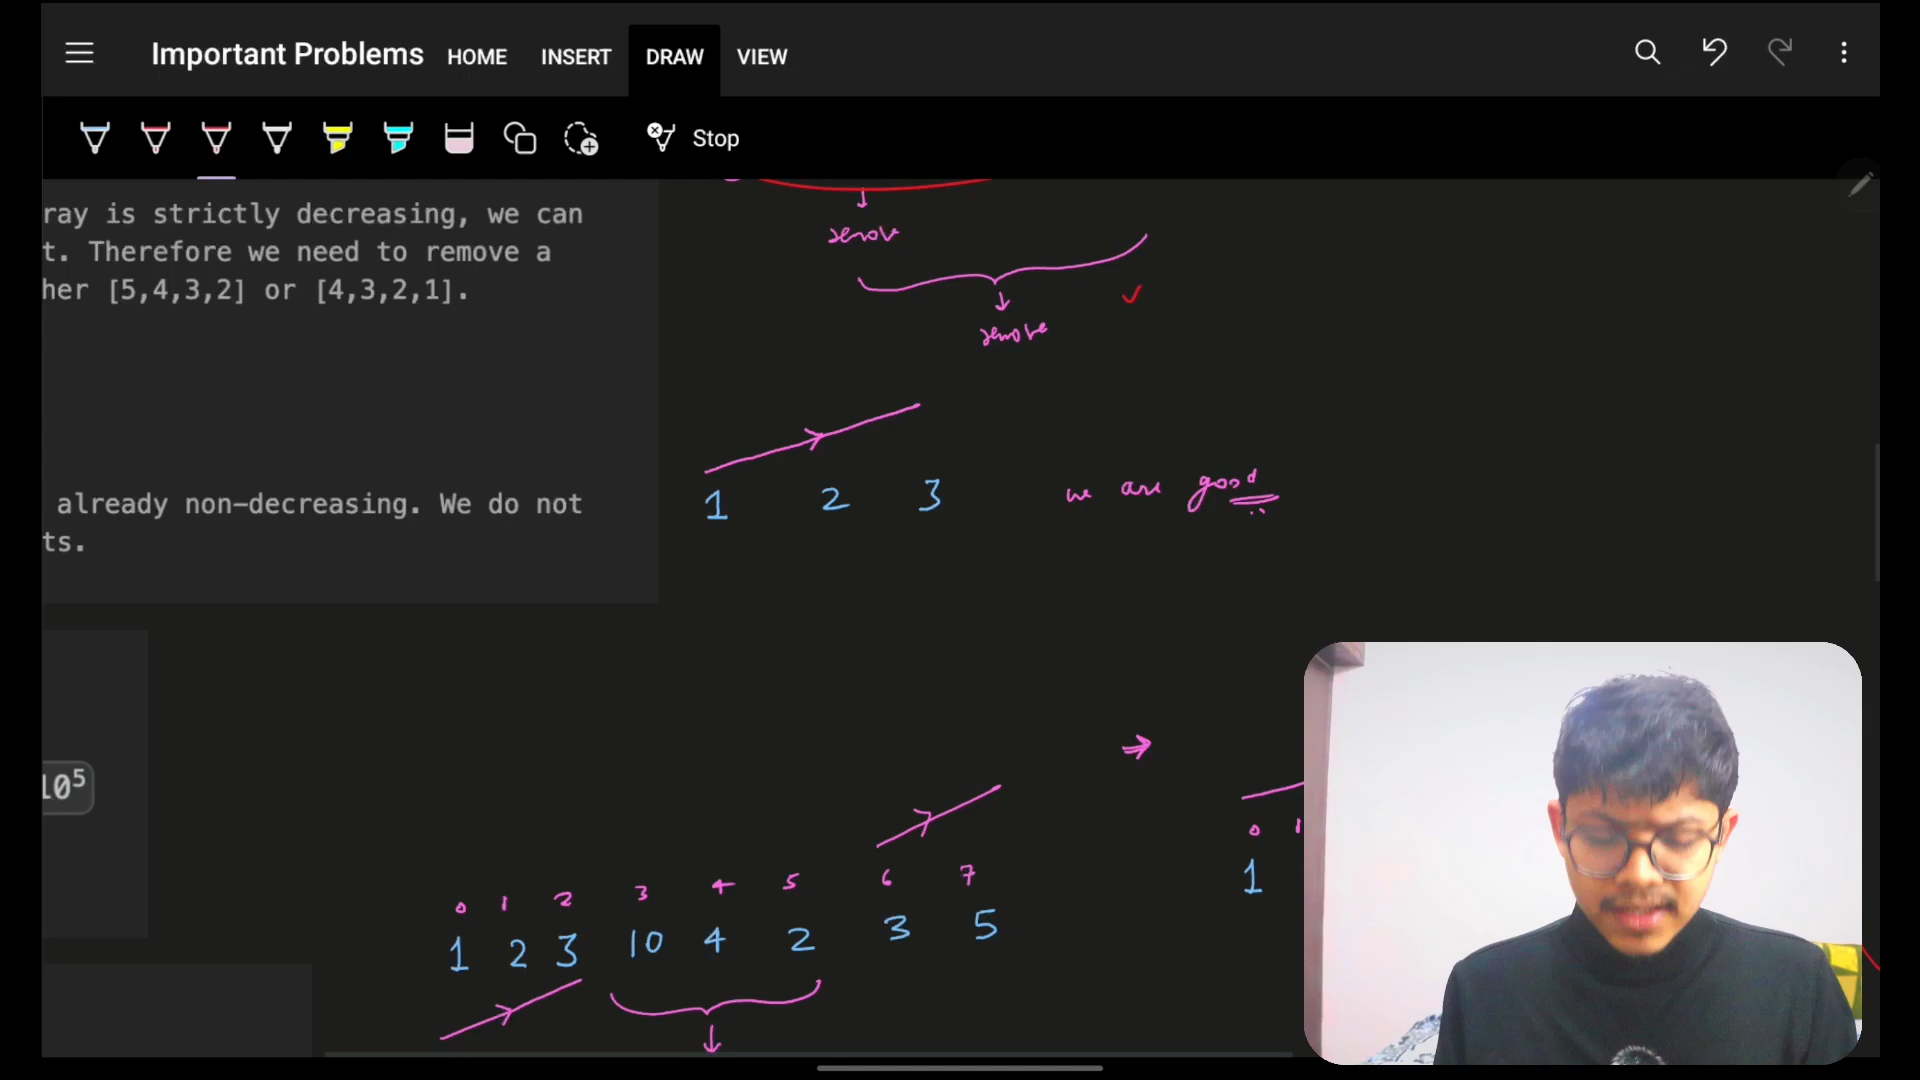 Important Problems HOME INSERT DRAW VIEW
Stop
ray is strictly decreasing, we can
t. Therefore we need to remove a
her [5,4,3,2] or [4,3,2,1].
remove
remove
1 2 3 we are good
already non-decreasing. We do not
ts.
10⁵
0 1 2 3 4 5 6 7
1 2 3 10 4 2 3 5
0 1
1